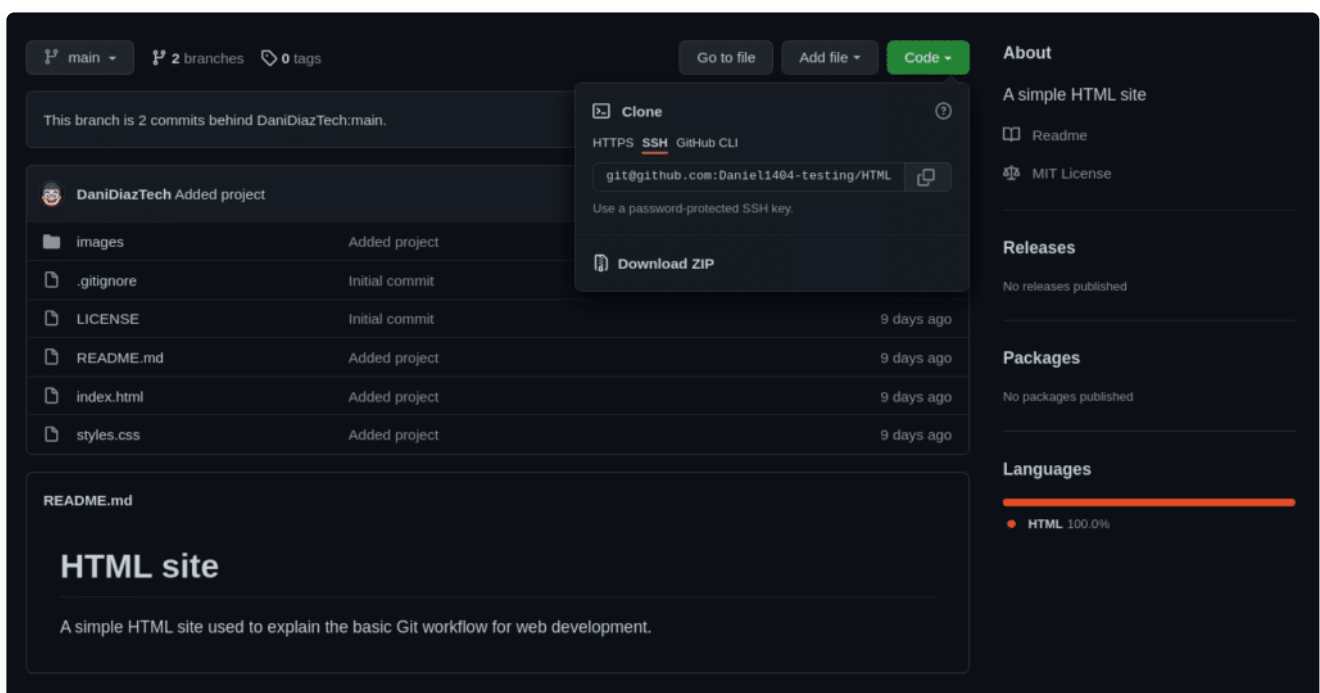 main
2 branches
0 tags
Go to file
Add file
Code
This branch is 2 commits behind DaniDiazTech:main.
Clone
HTTPS SSH GitHub CLI
git@github.com:Daniel1404-testing/HTML
Use a password-protected SSH key.
Download ZIP
DaniDiazTech Added project
images Added project
.gitignore Initial commit
LICENSE Initial commit 9 days ago
README.md Added project 9 days ago
index.html Added project 9 days ago
styles.css Added project 9 days ago
README.md
HTML site
A simple HTML site used to explain the basic Git workflow for web development.
About
A simple HTML site
Readme
MIT License
Releases
No releases published
Packages
No packages published
Languages
HTML 100.0%